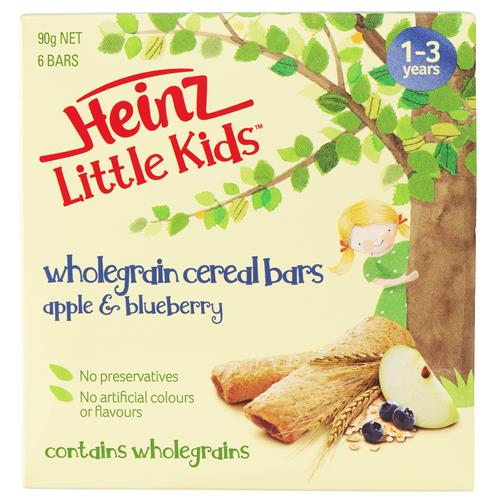 90g NET
6 BARS
1-3
years
Heinz
Little Kids™
wholegrain cereal bars
apple & blueberry
No preservatives
No artificial colours
or flavours
contains wholegrains